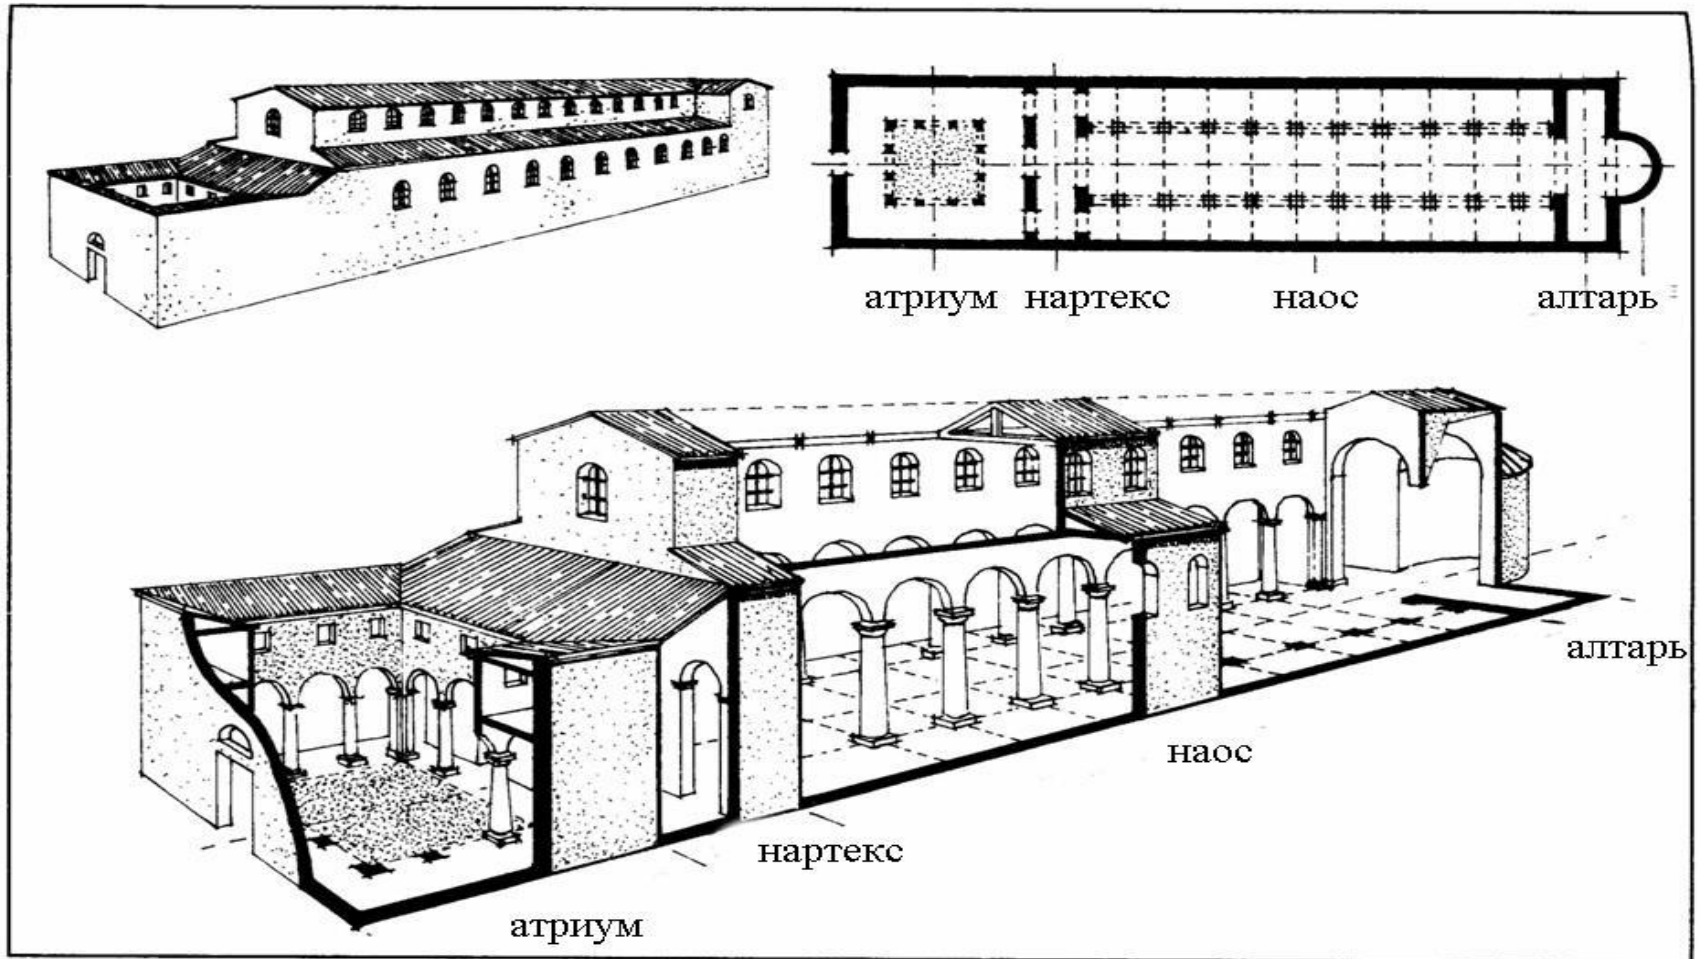 атриум нартекс наос алтарь
алтарь
наос
нартекс
атриум